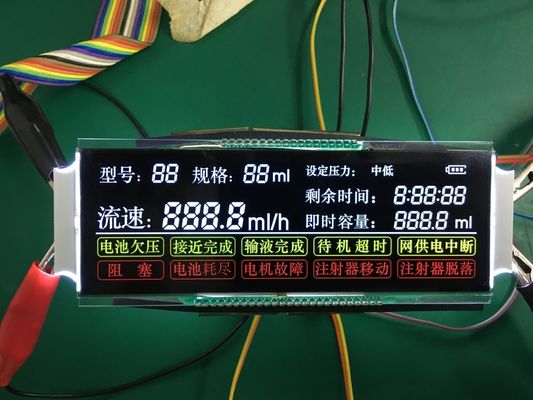 型号: 88 规格: 88 ml 设定压力: 中低
剩余时间: 8:88:88
流速: 888.8 ml/h 即时容量: 888.8 ml
电池欠压 接近完成 输液完成 待机超时 网供电中断
阻塞 电池耗尽 电机故障 注射器移动 注射器脱落